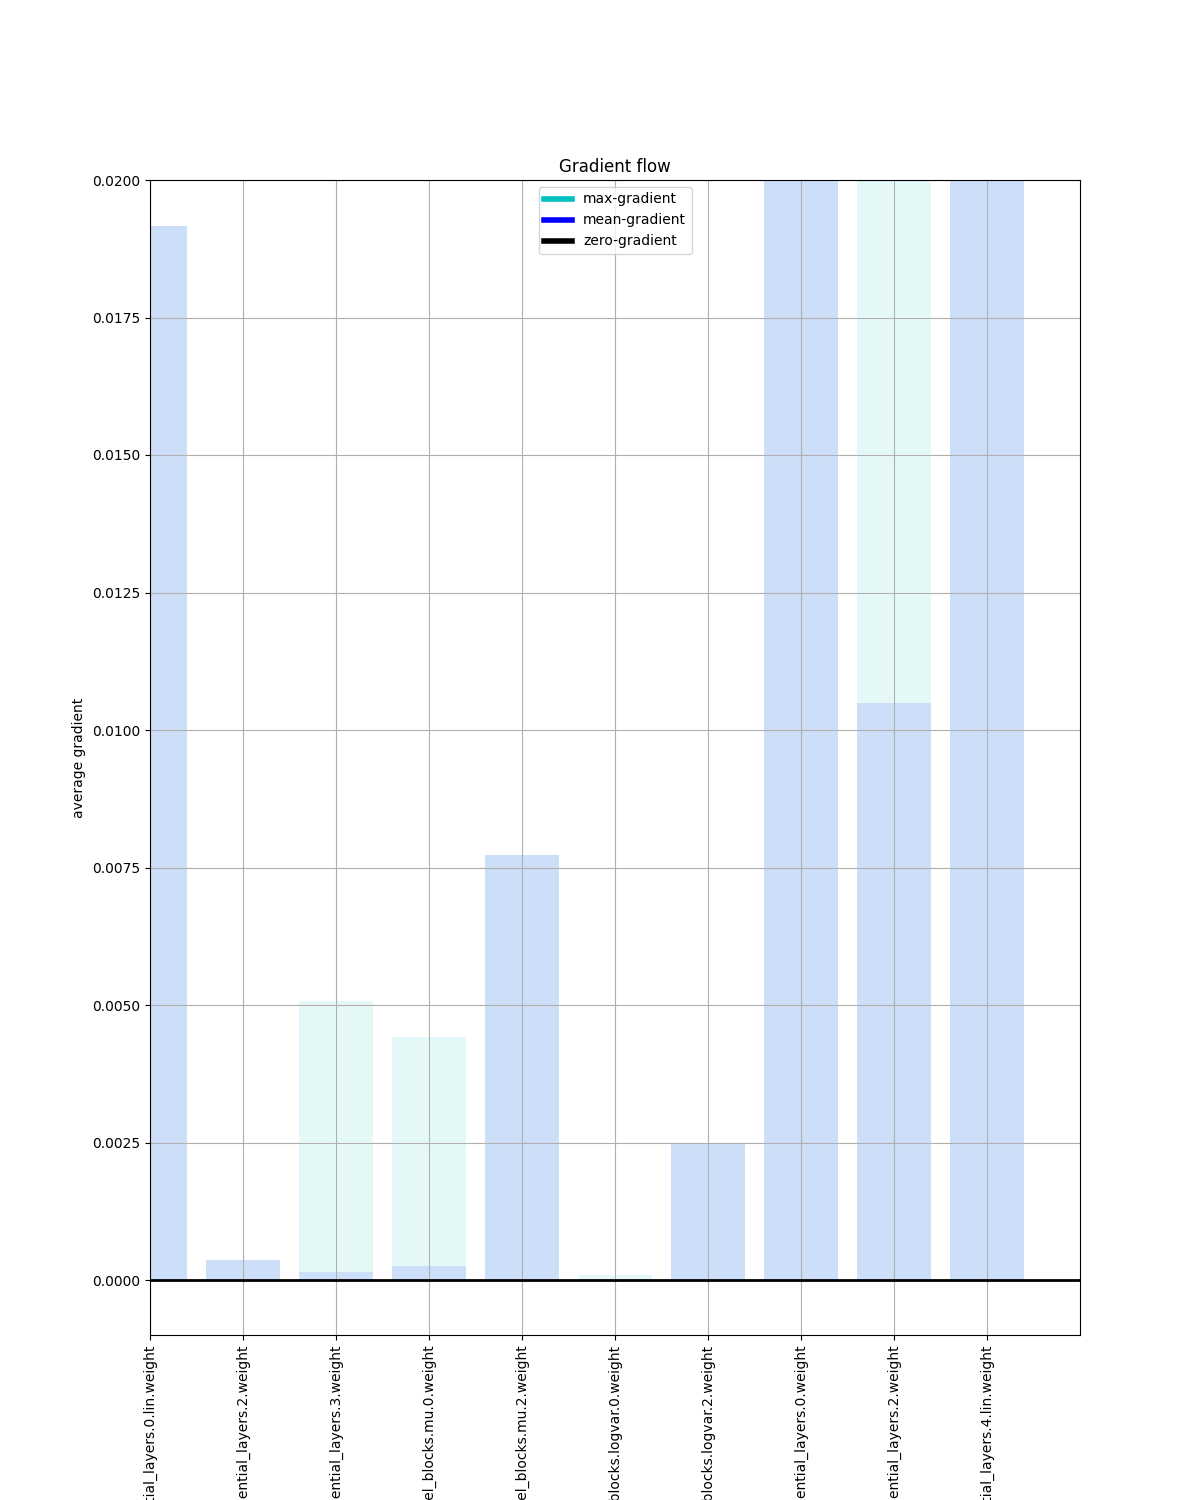 Gradient flow
max-gradient
mean-gradient
zero-gradient
0.0200
0.0175
0.0150
0.0125
0.0100
0.0075
0.0050
0.0025
0.0000
average gradient
tial_layers.0.lin.weight
ential_layers.2.weight
ential_layers.3.weight
el_blocks.mu.0.weight
el_blocks.mu.2.weight
blocks.logvar.0.weight
blocks.logvar.2.weight
ential_layers.0.weight
ential_layers.2.weight
tial_layers.4.lin.weight